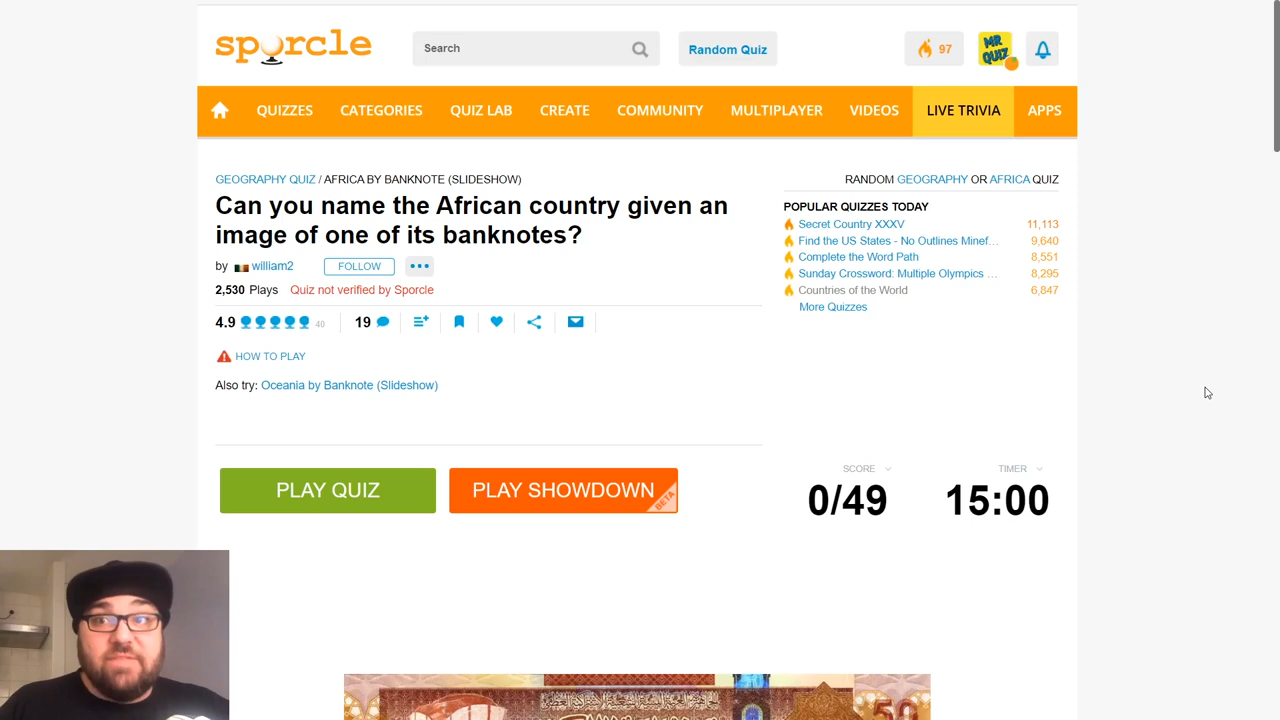 sporcle
Search
Random Quiz
97
MR QUIZ
QUIZZES CATEGORIES QUIZ LAB CREATE COMMUNITY MULTIPLAYER VIDEOS LIVE TRIVIA APPS
GEOGRAPHY QUIZ / AFRICA BY BANKNOTE (SLIDESHOW)
Can you name the African country given an
image of one of its banknotes?
by william2 FOLLOW
2,530 Plays Quiz not verified by Sporcle
4.9 40 19
HOW TO PLAY
Also try: Oceania by Banknote (Slideshow)
RANDOM GEOGRAPHY OR AFRICA QUIZ
POPULAR QUIZZES TODAY
Secret Country XXXV 11,113
Find the US States - No Outlines Minef... 9,640
Complete the Word Path 8,551
Sunday Crossword: Multiple Olympics ... 8,295
Countries of the World 6,847
More Quizzes
PLAY QUIZ
PLAY SHOWDOWN
BETA
SCORE
0/49
TIMER
15:00
50